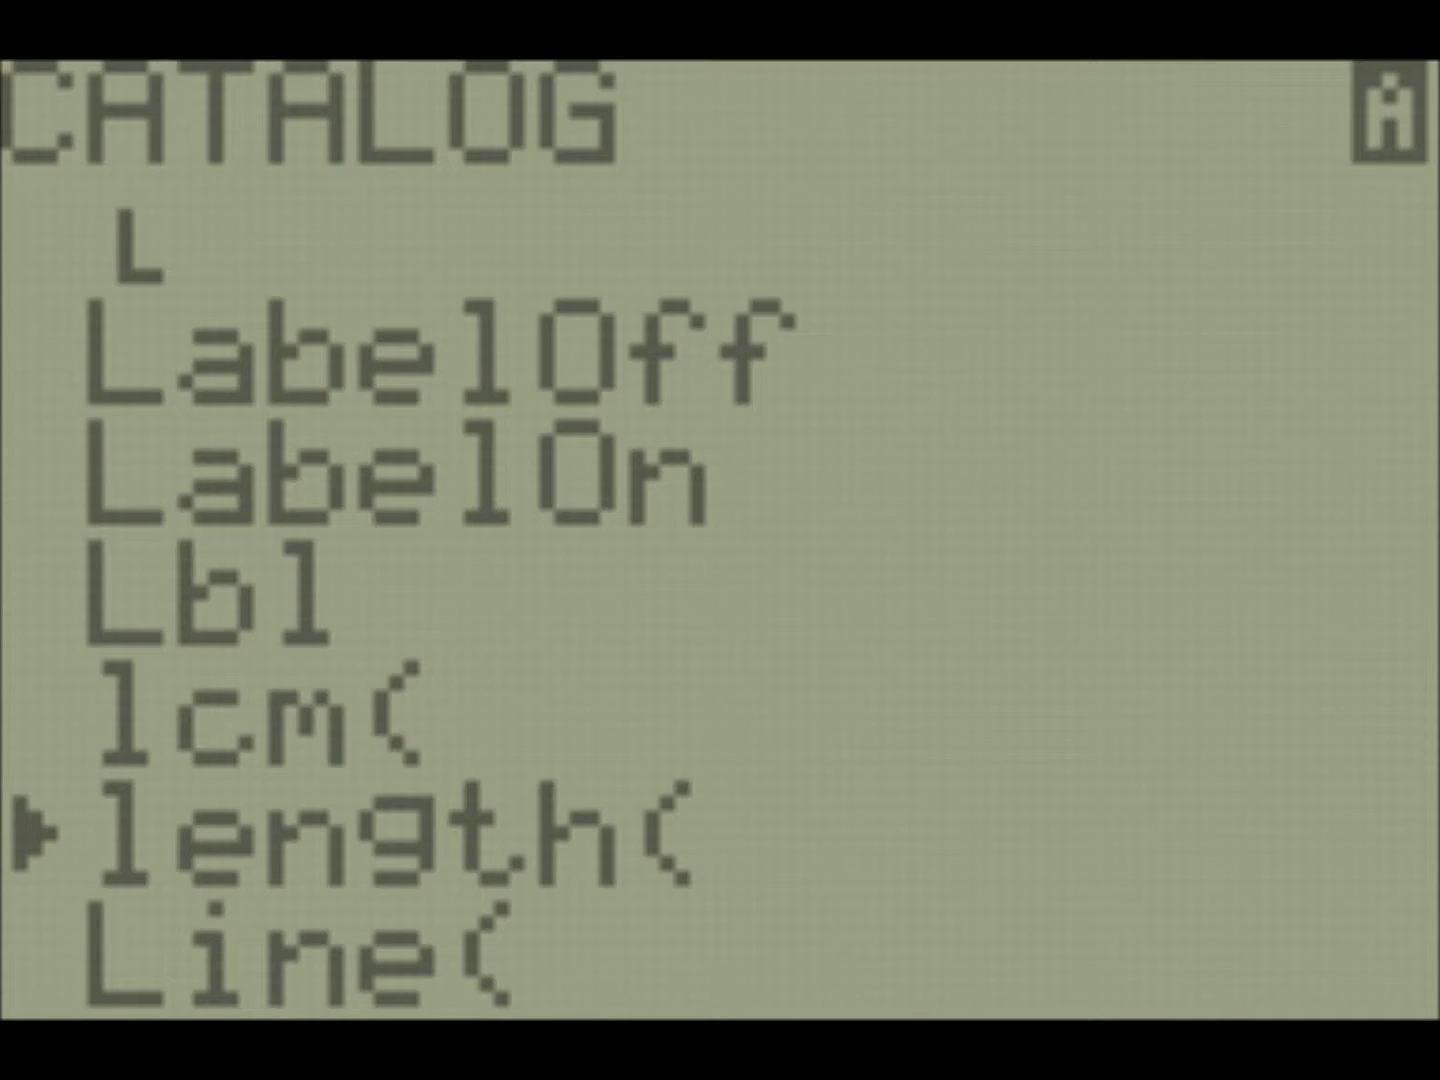 CATALOG A
L
LabelOff
LabelOn
Lbl
lcm(
length(
Line(